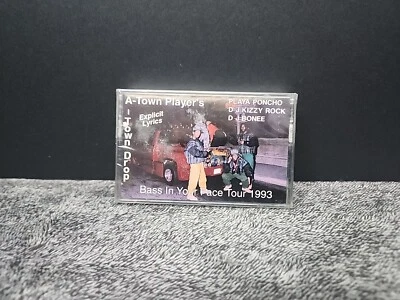 A-Town Player's
PLAYA PONCHO
D J KIZZY ROCK
D J BONEE
Explicit
Lyrics
Bass In Your Face Tour 1993